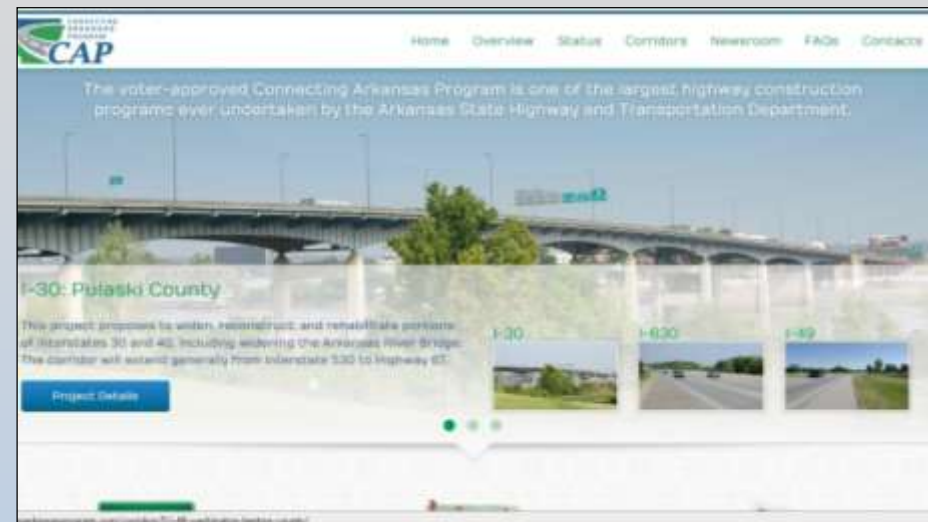 CONNECTING
ARKANSAS
PROGRAM
CAP
Home Overview Status Corridors Newsroom FAQs Contacts
The voter-approved Connecting Arkansas Program is one of the largest highway construction
programs ever undertaken by the Arkansas State Highway and Transportation Department.
I-30: Pulaski County
This project proposes to widen, reconstruct, and rehabilitate portions
of Interstates 30 and 40, including widening the Arkansas River Bridge.
The corridor will extend generally from Interstate 530 to Highway 67.
Project Details
I-30 I-630 I-49